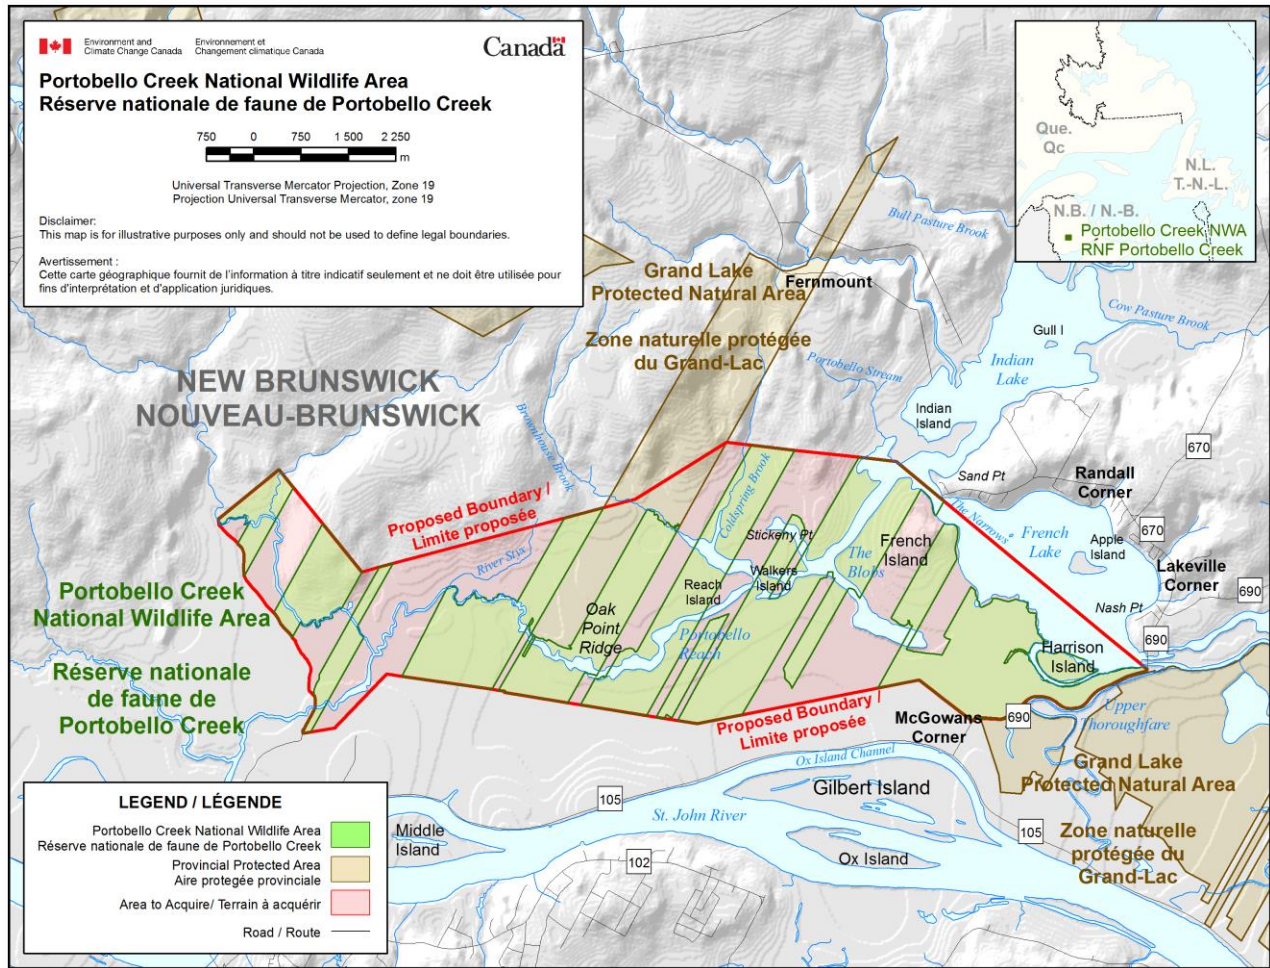 Environment and
Climate Change Canada
Environnement et
Changement climatique Canada
Canada
Portobello Creek National Wildlife Area
Réserve nationale de faune de Portobello Creek
750 0 750 1 500 2 250
m
Universal Transverse Mercator Projection, Zone 19
Projection Universal Transverse Mercator, zone 19
Disclaimer:
This map is for illustrative purposes only and should not be used to define legal boundaries.
Avertissement :
Cette carte géographique fournit de l'information à titre indicatif seulement et ne doit être utilisée pour
fins d'interprétation et d'application juridiques.
Que.
Qc
N.L.
T.-N.-L.
N.B. / N.-B.
Portobello Creek NWA
RNF Portobello Creek
Bull Pasture Brook
Grand Lake
Protected Natural Area
Fernmount
Zone naturelle protégée
du Grand-Lac
Cow Pasture Brook
Gull I
Indian
Lake
Portobello Stream
Indian
Island
NEW BRUNSWICK
NOUVEAU-BRUNSWICK
Brownhouse Brook
670
Sand Pt
Randall
Corner
Coldspring Brook
Proposed Boundary /
Limite proposée
The Narrows
French
Lake
670
Apple
Island
Stickeny Pt
French
Island
River Styx
The
Blobs
Lakeville
Corner
Walkers
Island
Reach
Island
690
Portobello Creek
National Wildlife Area
Oak
Point
Ridge
Nash Pt
Portobello
Reach
690
Harrison
Island
Réserve nationale
de faune de
Portobello Creek
Proposed Boundary /
Limite proposée
McGowans
Corner
690
Upper
Thoroughfare
Ox Island Channel
Grand Lake
Protected Natural Area
Gilbert Island
105
St. John River
Middle
Island
105
Zone naturelle
protégée du
Grand-Lac
Ox Island
102
LEGEND / LÉGENDE
Portobello Creek National Wildlife Area
Réserve nationale de faune de Portobello Creek
Provincial Protected Area
Aire protegée provinciale
Area to Acquire/ Terrain à acquérir
Road / Route